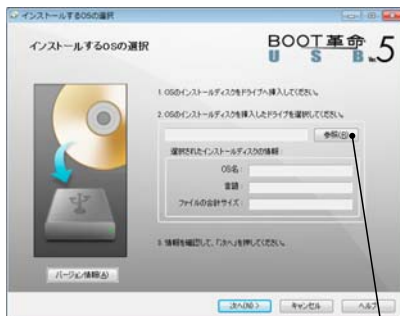 インストールするOSの選択
インストールするOSの選択
BOOT革命
USB Ver.5
1. OSのインストールディスクをドライブへ挿入してください。
2. OSのインストールディスクを挿入したドライブを選択してください。
参照(R)
選択されたインストールディスクの情報:
OS名:
言語:
ファイルの合計サイズ:
3. 情報を確認して、「次へ」を押してください。
バージョン情報(A)
次へ(N) >
キャンセル
ヘルプ